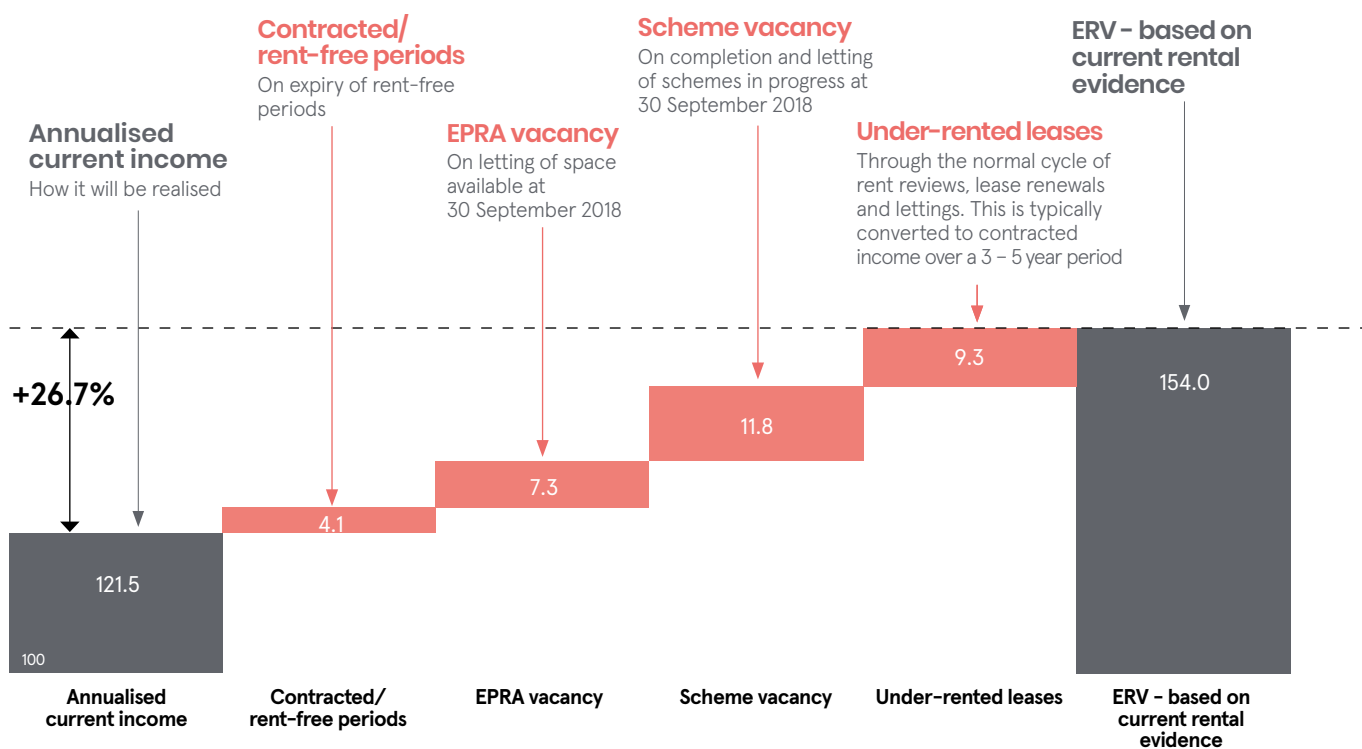 Annualised
current income
How it will be realised
Contracted/
rent-free periods
On expiry of rent-free
periods
EPRA vacancy
On letting of space
available at
30 September 2018
Scheme vacancy
On completion and letting
of schemes in progress at
30 September 2018
Under-rented leases
Through the normal cycle of
rent reviews, lease renewals
and lettings. This is typically
converted to contracted
income over a 3 – 5 year period
ERV - based on
current rental
evidence
+26.7%
121.5
100
4.1
7.3
11.8
9.3
154.0
Annualised
current income
Contracted/
rent-free periods
EPRA vacancy
Scheme vacancy
Under-rented leases
ERV - based on
current rental
evidence